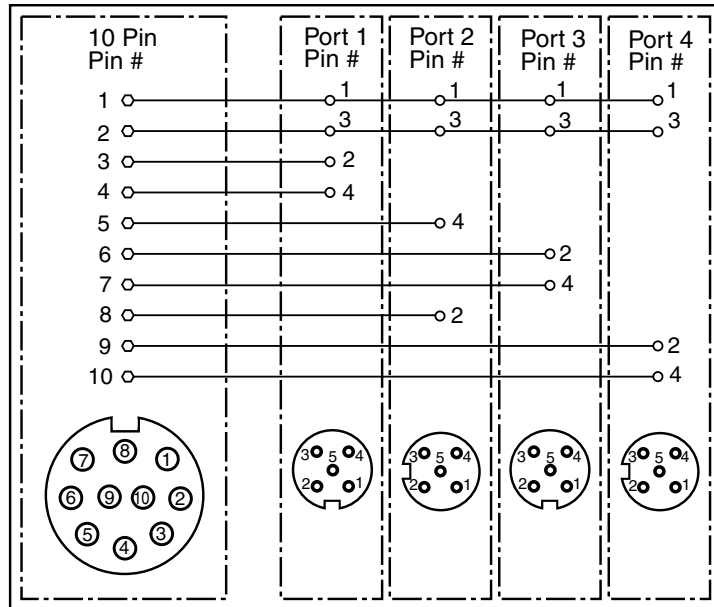 10 Pin
Pin #
Port 1
Pin #
Port 2
Pin #
Port 3
Pin #
Port 4
Pin #
1 1 1 1 1
2 3 3 3 3
3 2
4 4
5 4
6 2
7 4
8 2
9 2
10 4
7 8 1
6 9 10 2
5 4 3
3 5 4
2 1
3 5 4
2 1
3 5 4
2 1
3 5 4
2 1